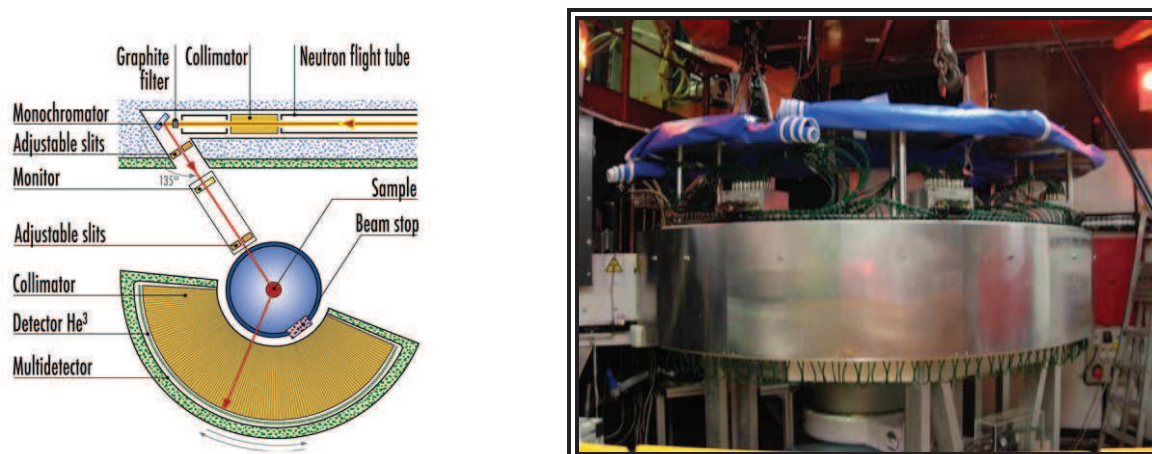 Graphite Collimator Neutron flight tube
filter
Monochromator
Adjustable slits
Monitor
135°
Sample
Beam stop
Adjustable slits
Collimator
Detector He³
Multidetector